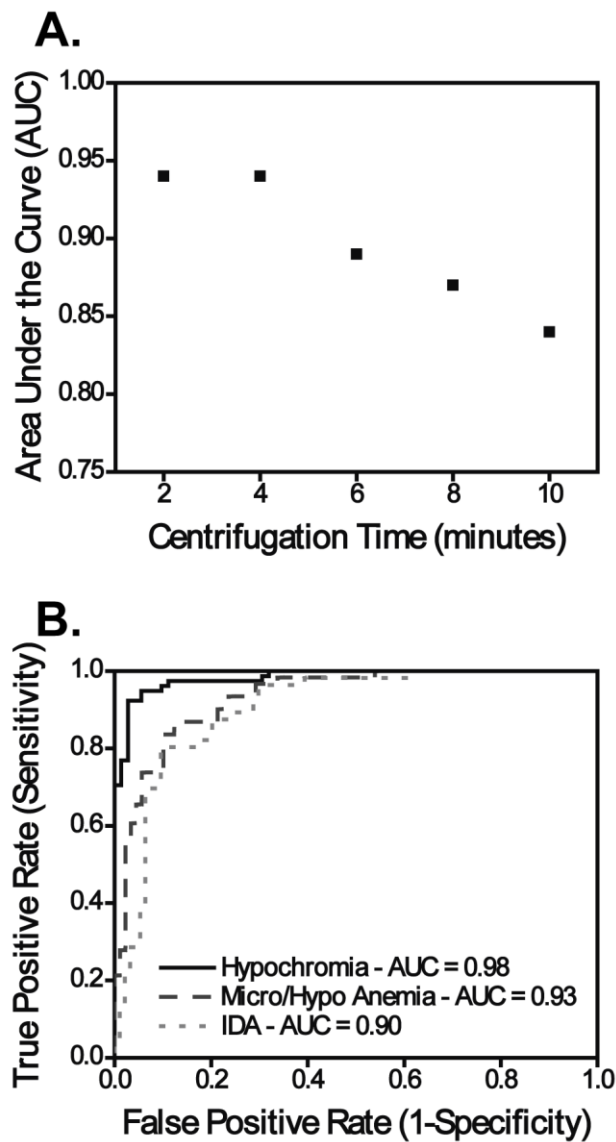 A.
Area Under the Curve (AUC)
1.00
0.95
0.90
0.85
0.80
0.75
2 4 6 8 10
Centrifugation Time (minutes)
B.
True Positive Rate (Sensitivity)
1.0
0.8
0.6
0.4
0.2
0.0
Hypochromia - AUC = 0.98
Micro/Hypo Anemia - AUC = 0.93
IDA - AUC = 0.90
0.0 0.2 0.4 0.6 0.8 1.0
False Positive Rate (1-Specificity)